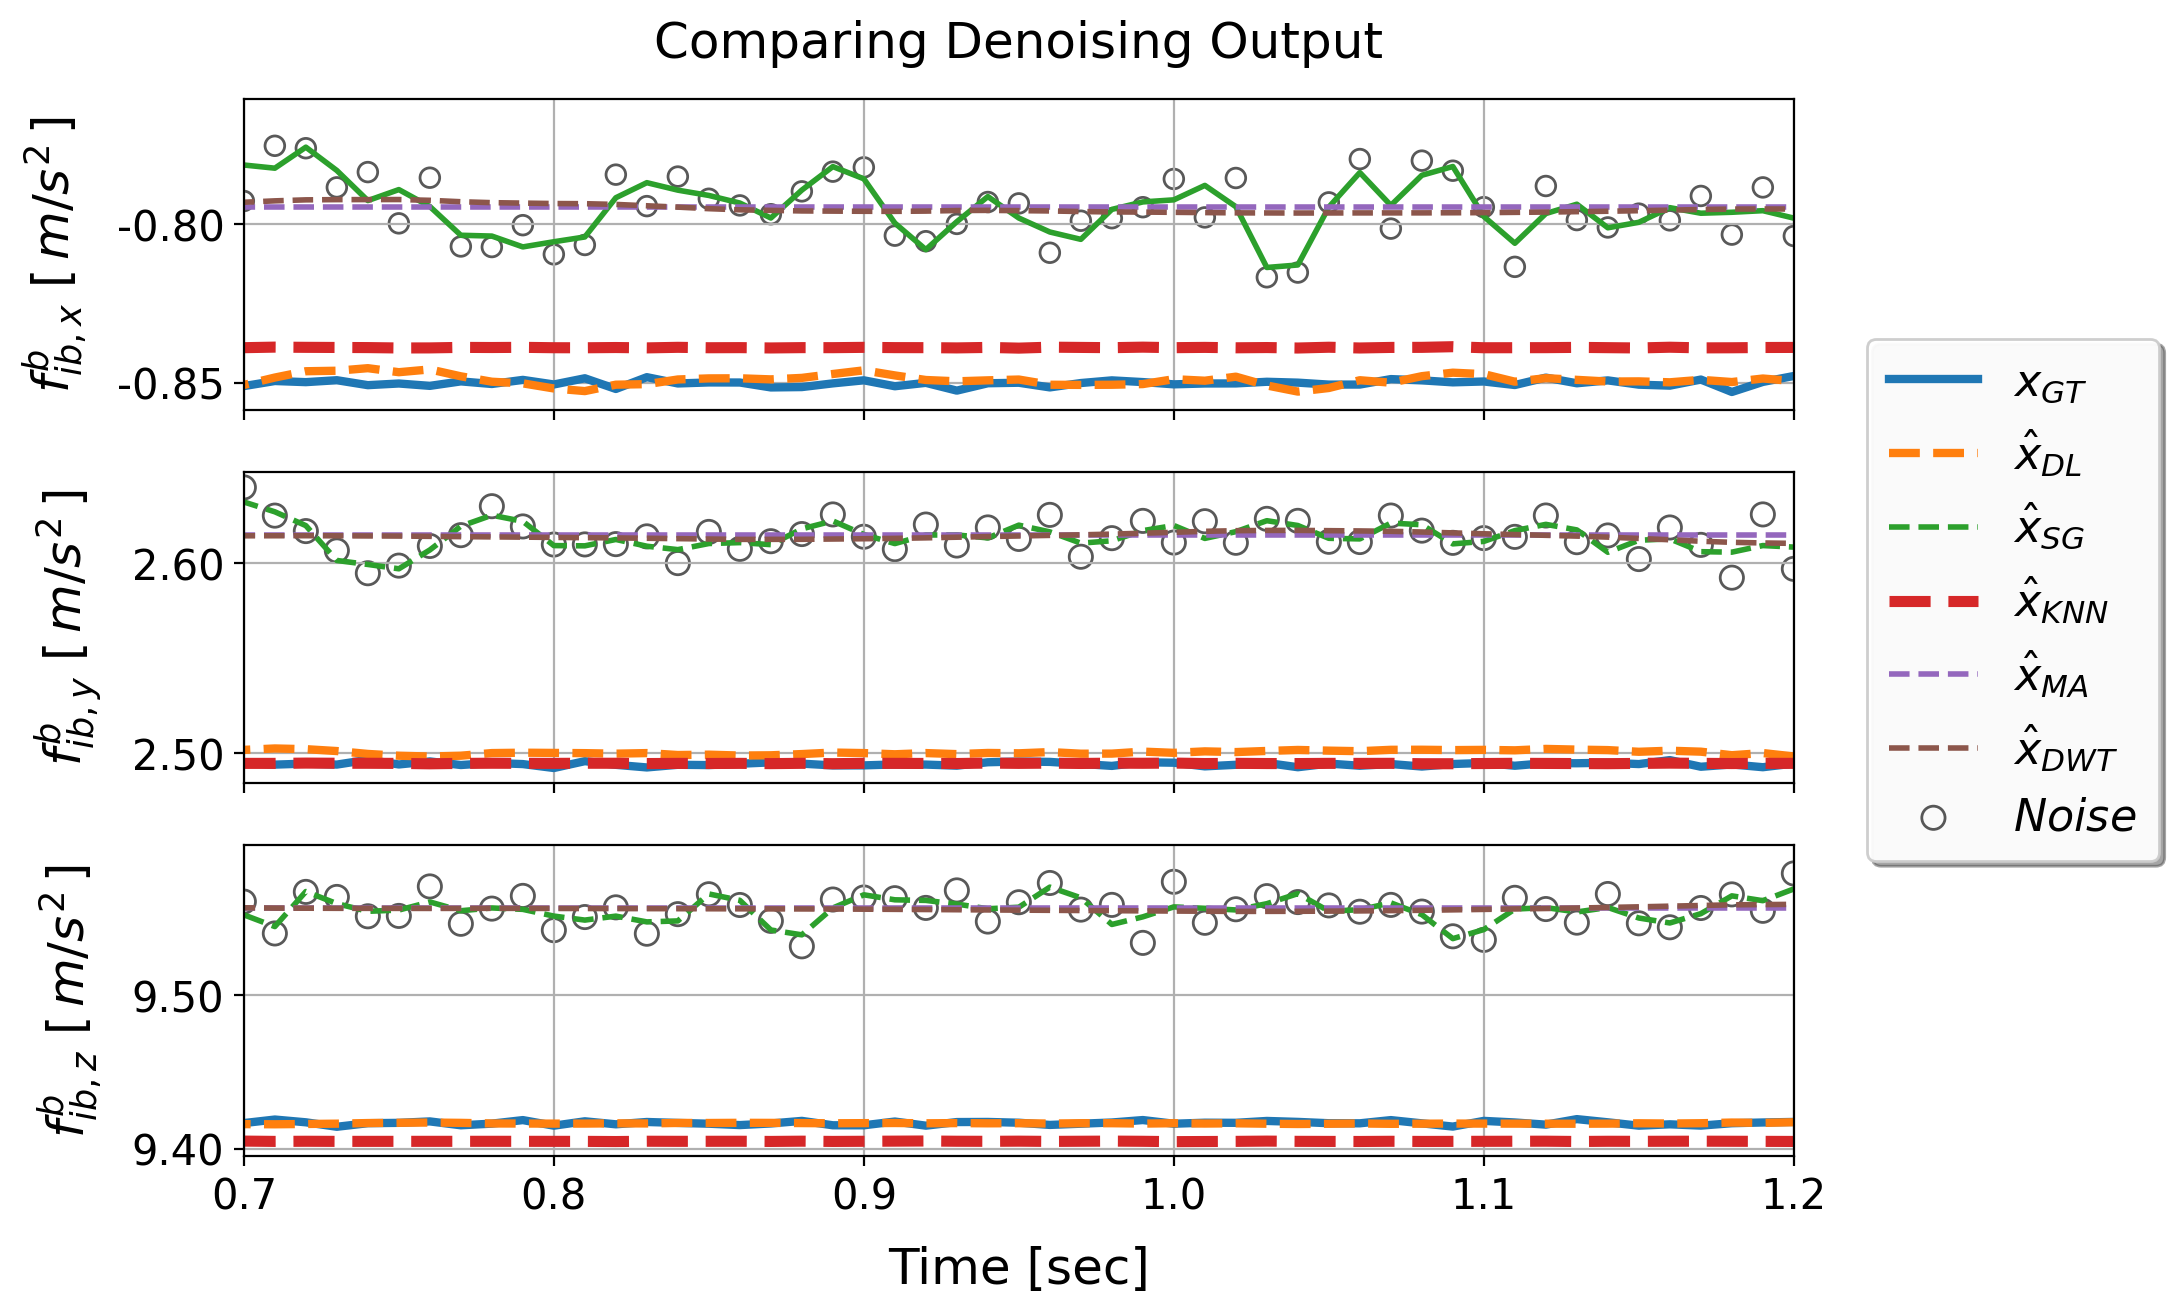 Comparing Denoising Output
f^b_{ib,x} [ m/s^2 ]
-0.80
-0.85
f^b_{ib,y} [ m/s^2 ]
2.60
2.50
f^b_{ib,z} [ m/s^2 ]
9.50
9.40
0.7 0.8 0.9 1.0 1.1 1.2
Time [sec]
x_{GT}
x̂_{DL}
x̂_{SG}
x̂_{KNN}
x̂_{MA}
x̂_{DWT}
Noise